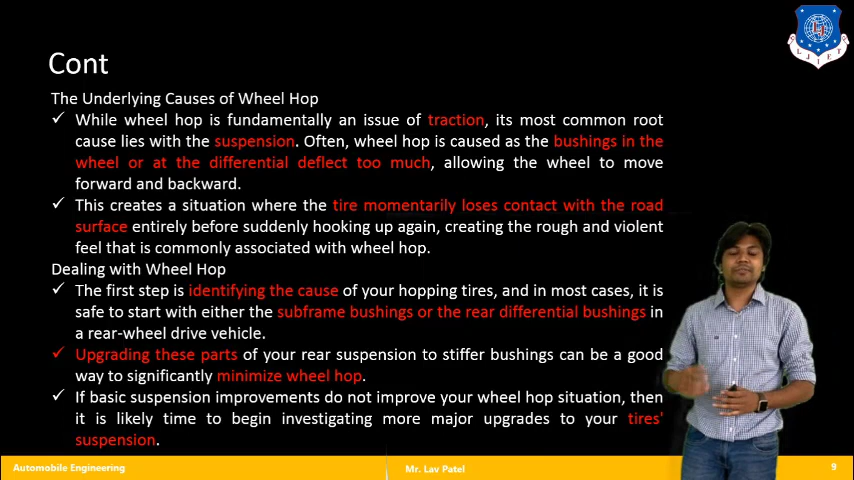 Cont
The Underlying Causes of Wheel Hop
✓ While wheel hop is fundamentally an issue of traction, its most common root
cause lies with the suspension. Often, wheel hop is caused as the bushings in the
wheel or at the differential deflect too much, allowing the wheel to move
forward and backward.
✓ This creates a situation where the tire momentarily loses contact with the road
surface entirely before suddenly hooking up again, creating the rough and violent
feel that is commonly associated with wheel hop.
Dealing with Wheel Hop
✓ The first step is identifying the cause of your hopping tires, and in most cases, it is
safe to start with either the subframe bushings or the rear differential bushings in
a rear-wheel drive vehicle.
✓ Upgrading these parts of your rear suspension to stiffer bushings can be a good
way to significantly minimize wheel hop.
✓ If basic suspension improvements do not improve your wheel hop situation, then
it is likely time to begin investigating more major upgrades to your tires'
suspension.
LJIET
Automobile Engineering
Mr. Lav Patel
9